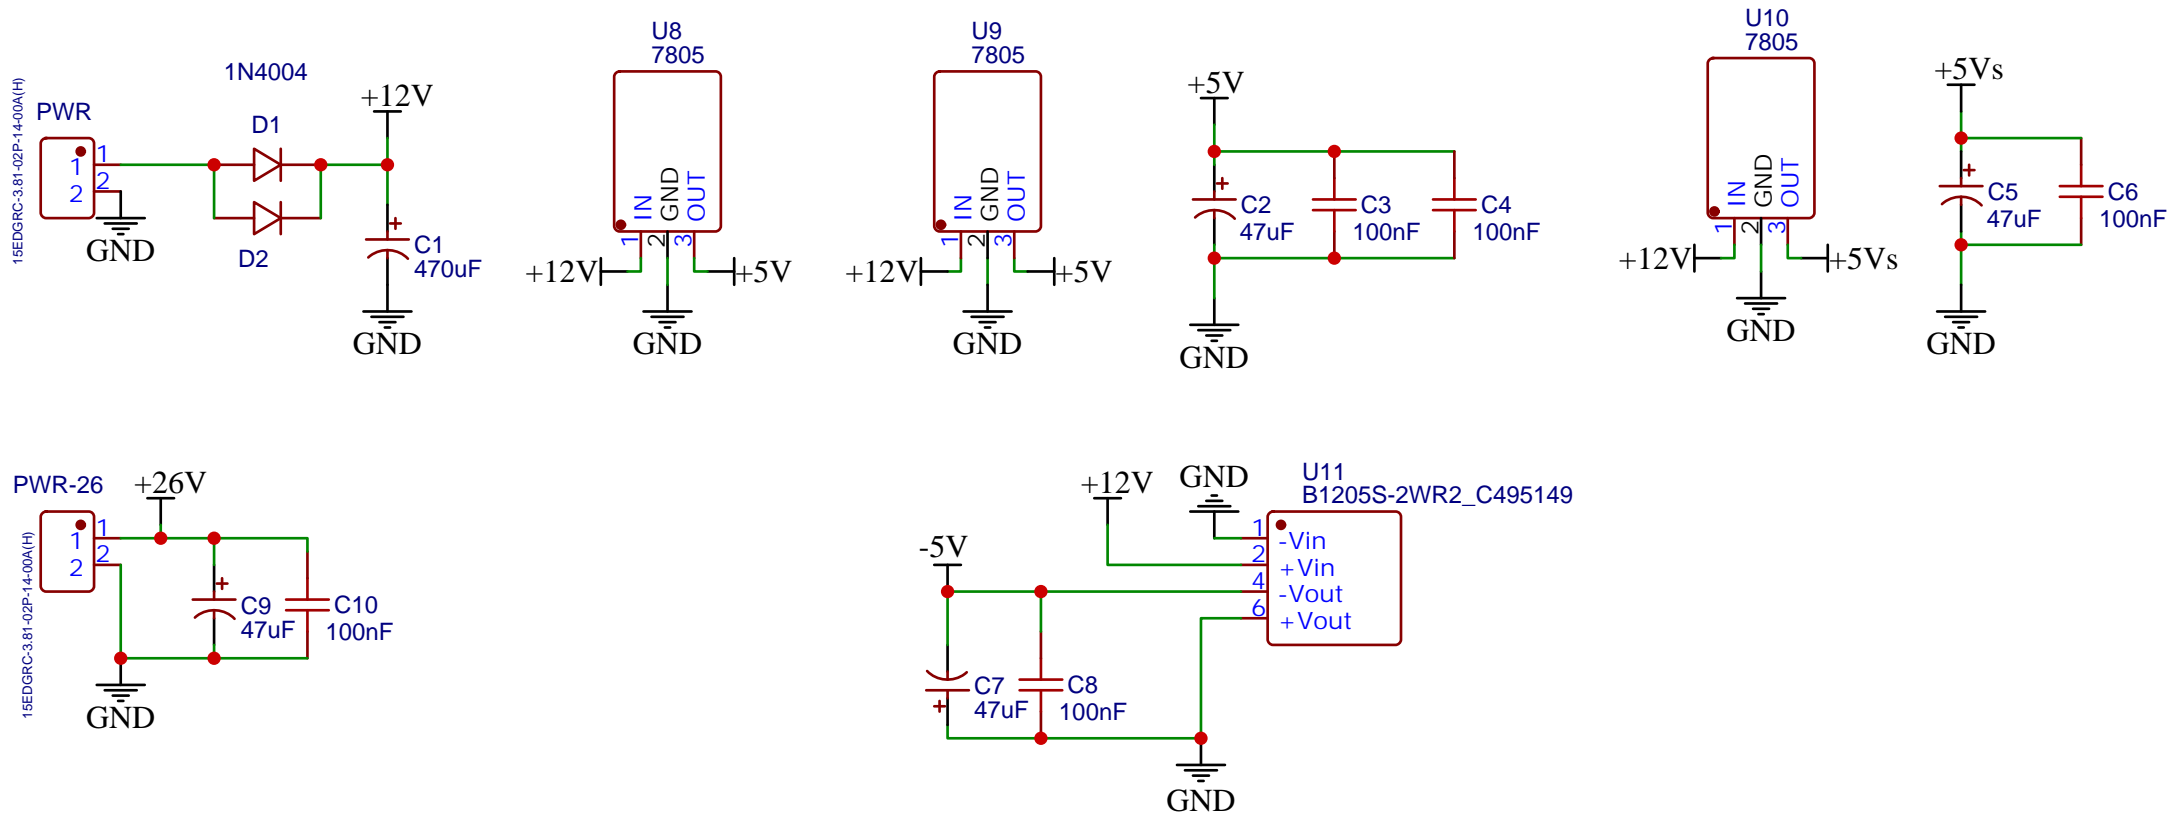 1N4004
PWR
15EDGRC-3.81-02P-14-00A(H)
1
2
1
2
GND
D1
D2
+12V
C1
470uF
GND
U8
7805
IN
GND
OUT
1
2
3
+12V
+5V
GND
U9
7805
IN
GND
OUT
1
2
3
+12V
+5V
GND
+5V
C2
47uF
C3
100nF
C4
100nF
GND
U10
7805
IN
GND
OUT
1
2
3
+12V
+5Vs
GND
+5Vs
C5
47uF
C6
100nF
GND
PWR-26
15EDGRC-3.81-02P-14-00A(H)
1
2
1
2
+26V
C9
47uF
C10
100nF
GND
+12V
GND
U11
B1205S-2WR2_C495149
1
2
4
6
-Vin
+Vin
-Vout
+Vout
-5V
C7
47uF
C8
100nF
GND